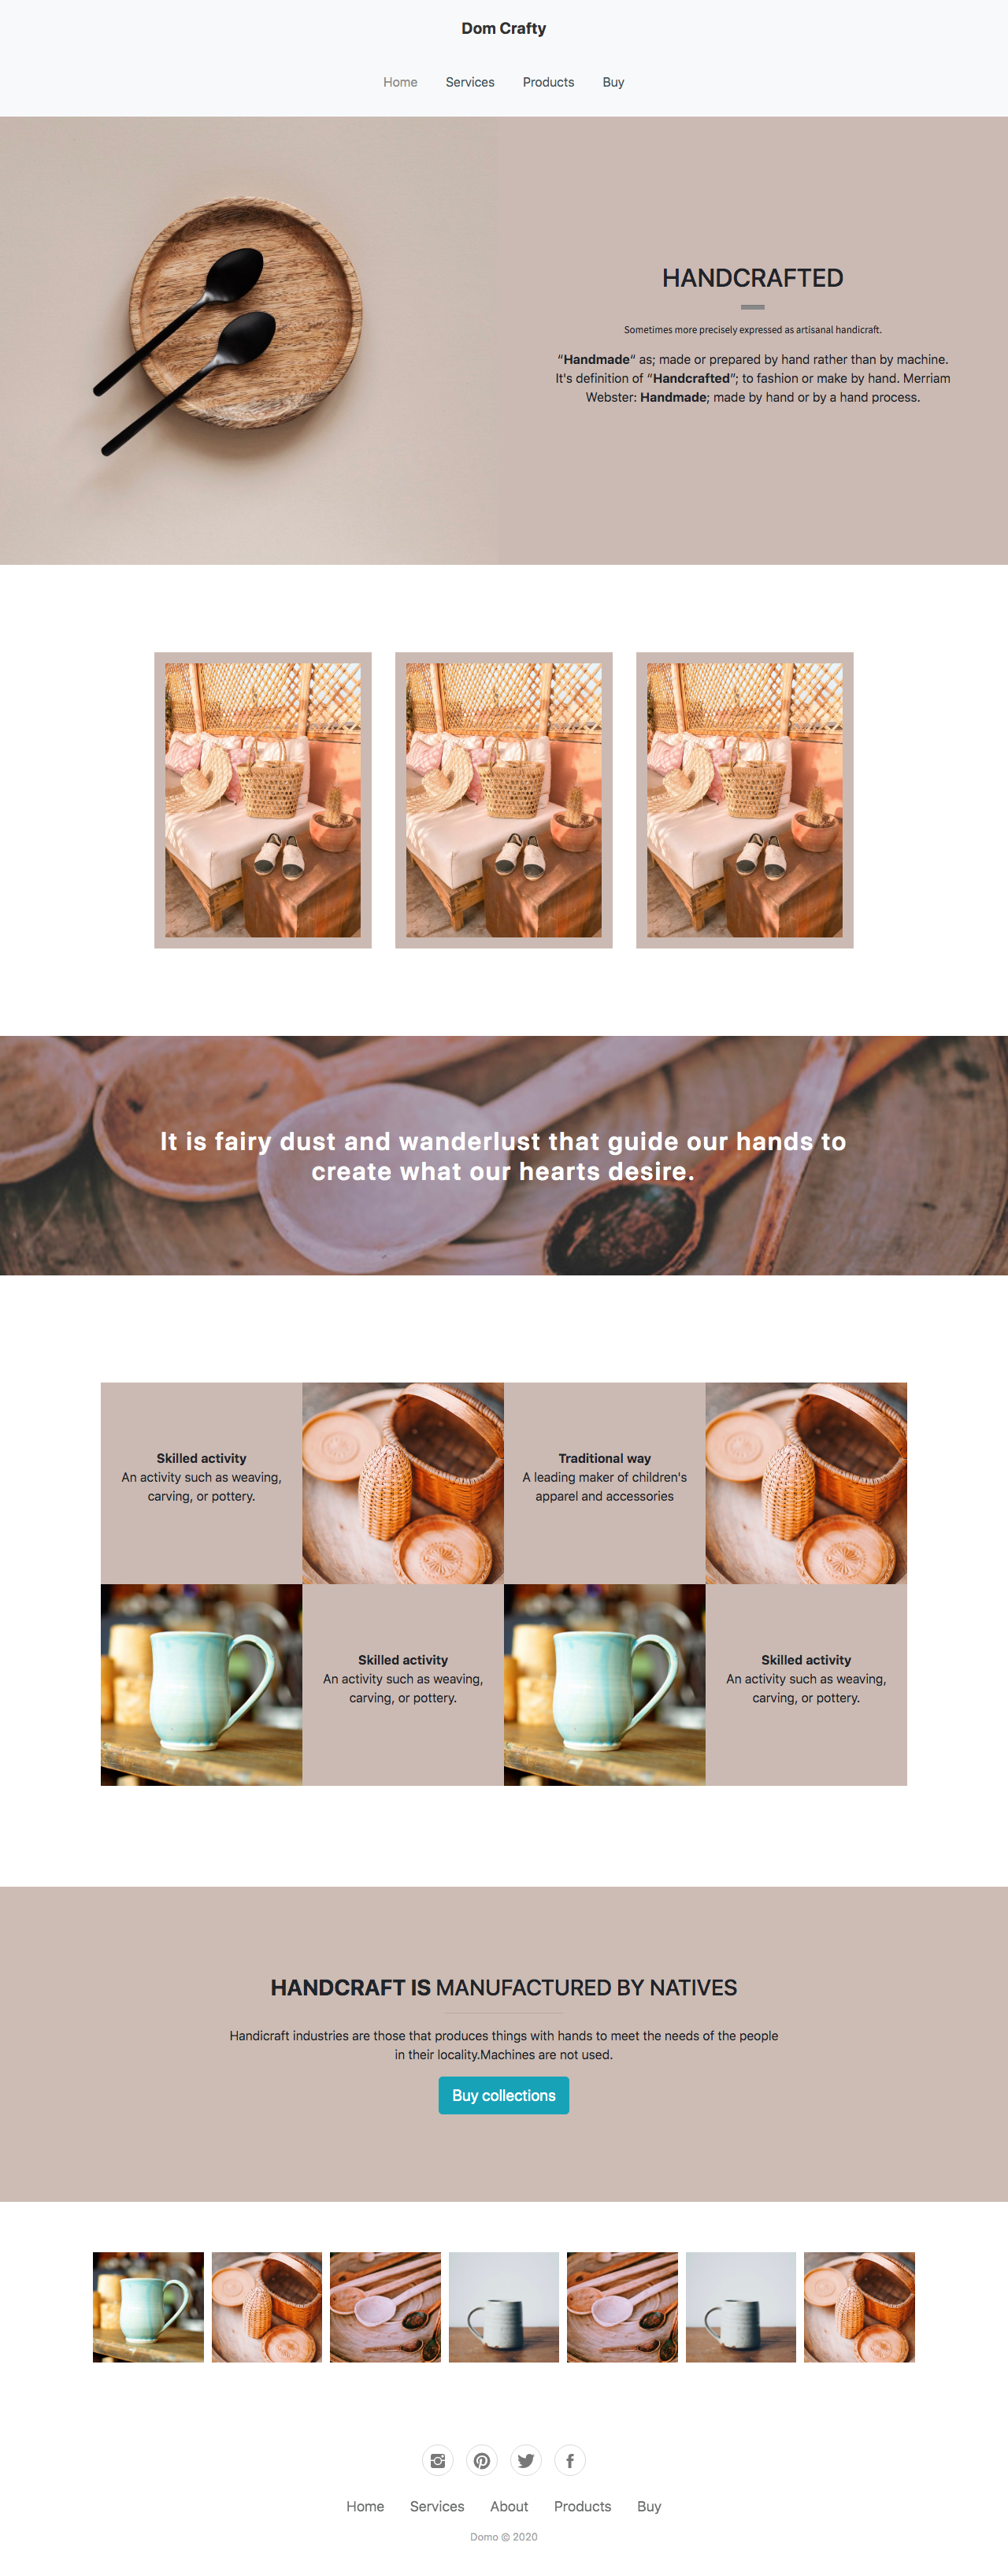 Dom Crafty
Home Services Products Buy
HANDCRAFTED
Sometimes more precisely expressed as artisanal handicraft.
“Handmade“ as; made or prepared by hand rather than by machine.
It's definition of “Handcrafted”; to fashion or make by hand. Merriam
Webster: Handmade; made by hand or by a hand process.
It is fairy dust and wanderlust that guide our hands to
create what our hearts desire.
Skilled activity
An activity such as weaving,
carving, or pottery.
Traditional way
A leading maker of children's
apparel and accessories
Skilled activity
An activity such as weaving,
carving, or pottery.
Skilled activity
An activity such as weaving,
carving, or pottery.
HANDCRAFT IS MANUFACTURED BY NATIVES
Handicraft industries are those that produces things with hands to meet the needs of the people
in their locality.Machines are not used.
Buy collections
Home Services About Products Buy
Domo © 2020